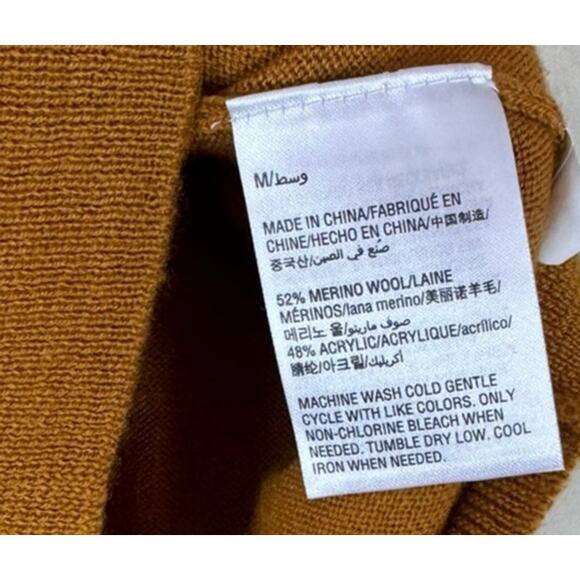 M/وسط
MADE IN CHINA/FABRIQUÉ EN
CHINE/HECHO EN CHINA/中国制造/
중국산/صُنع في الصين
52% MERINO WOOL/LAINE
MÉRINOS/lana merino/美丽诺羊毛/
메리노 울/صوف مارينو/
48% ACRYLIC/ACRYLIQUE/acrílico/
腈纶/아크릴/أكريليك
MACHINE WASH COLD GENTLE
CYCLE WITH LIKE COLORS. ONLY
NON-CHLORINE BLEACH WHEN
NEEDED. TUMBLE DRY LOW. COOL
IRON WHEN NEEDED.